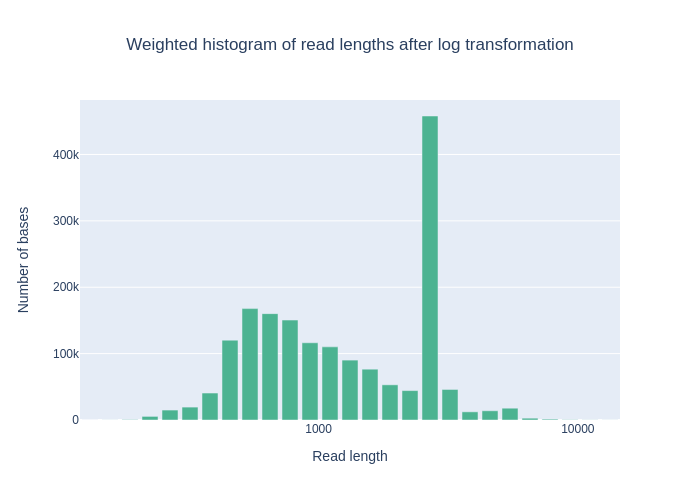 Weighted histogram of read lengths after log transformation
Number of bases
400k
300k
200k
100k
0
1000
10000
Read length